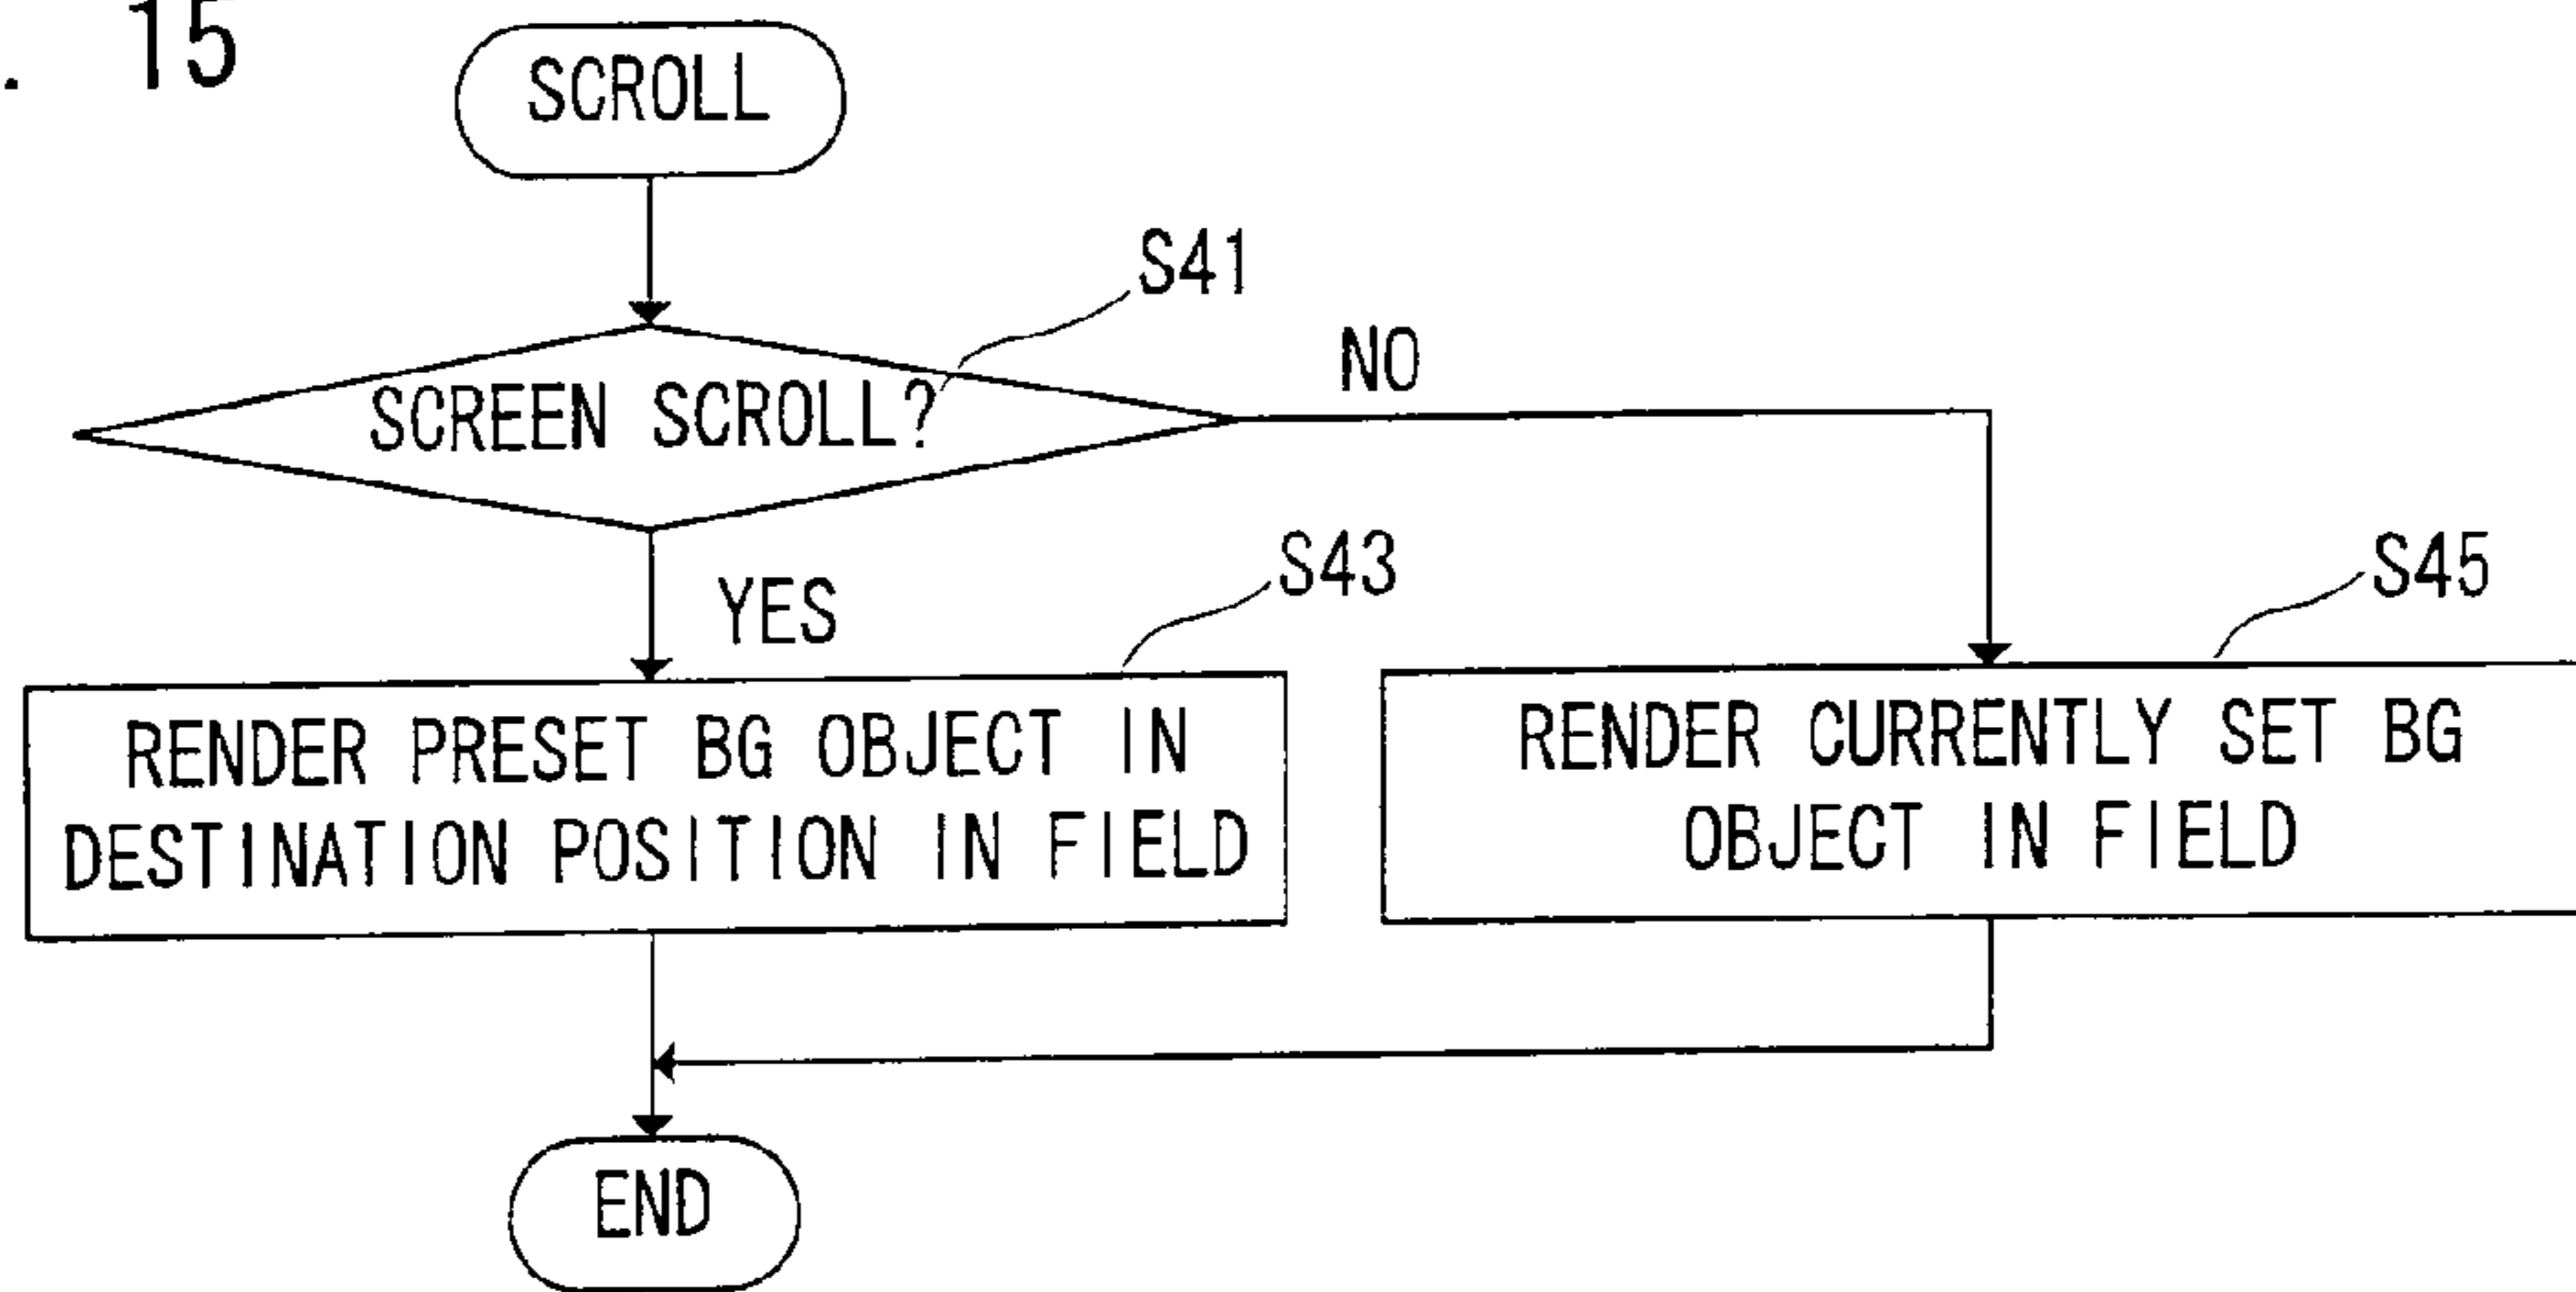 . 15
SCROLL
S41
SCREEN SCROLL?
NO
YES
S43
S45
RENDER PRESET BG OBJECT IN
DESTINATION POSITION IN FIELD
RENDER CURRENTLY SET BG
OBJECT IN FIELD
END